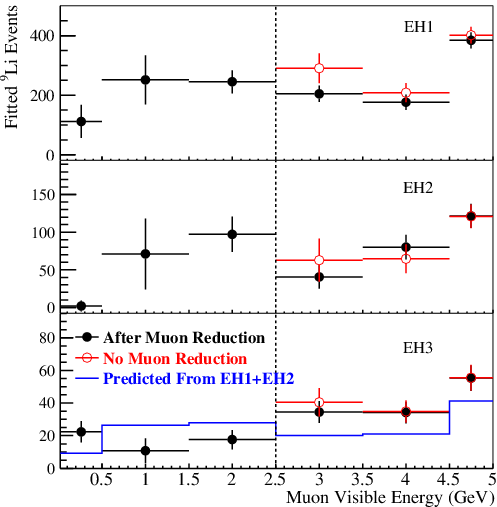 Fitted ⁹Li Events
EH1
400
200
0
EH2
150
100
50
0
EH3
80
60
40
20
0
After Muon Reduction
No Muon Reduction
Predicted From EH1+EH2
0.5 1 1.5 2 2.5 3 3.5 4 4.5 5
Muon Visible Energy (GeV)